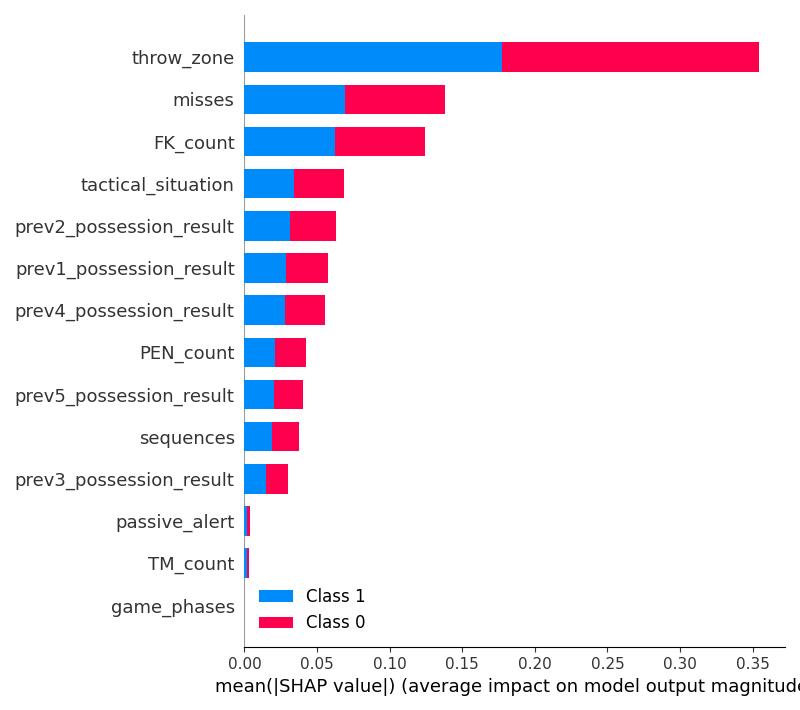 throw_zone
misses
FK_count
tactical_situation
prev2_possession_result
prev1_possession_result
prev4_possession_result
PEN_count
prev5_possession_result
sequences
prev3_possession_result
passive_alert
TM_count
game_phases
Class 1
Class 0
0.00 0.05 0.10 0.15 0.20 0.25 0.30 0.35
mean(|SHAP value|) (average impact on model output magnitude